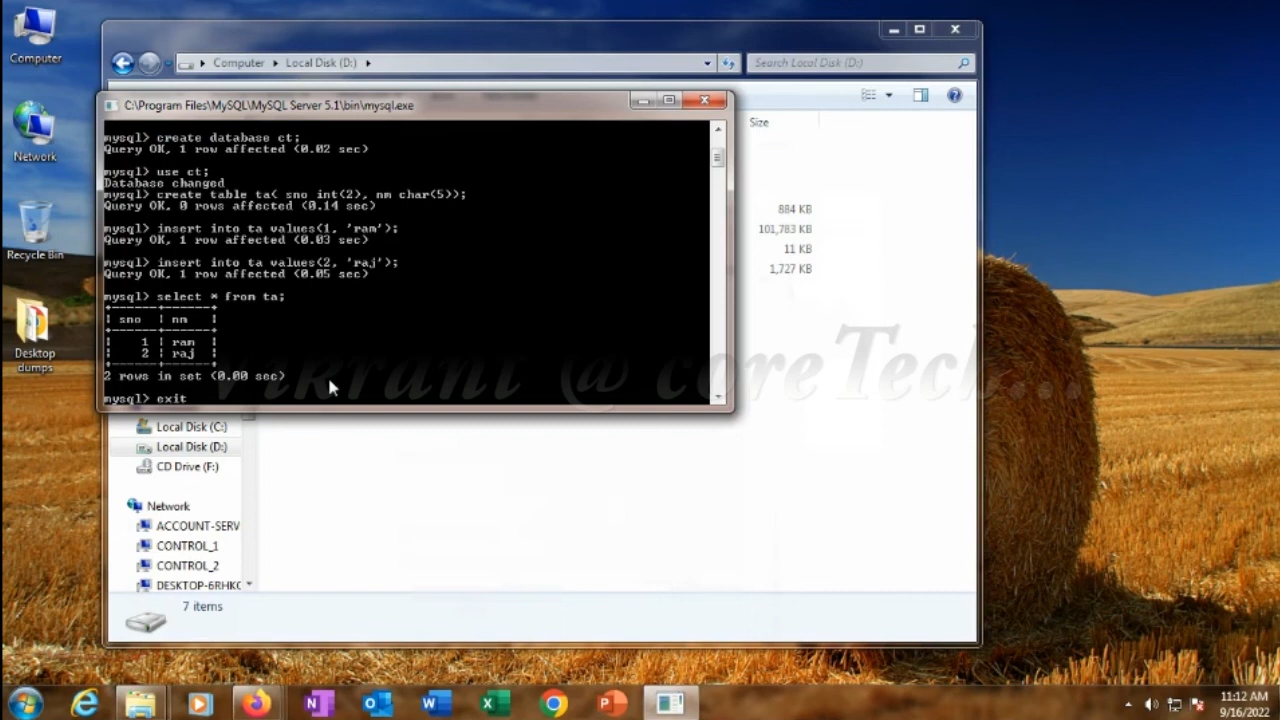 Computer
Network
Recycle Bin
Desktop
dumps
Computer
Local Disk (D:)
Search Local Disk (D:)
Size
884 KB
101,783 KB
11 KB
1,727 KB
C:\Program Files\MySQL\MySQL Server 5.1\bin\mysql.exe
mysql> create database ct;
Query OK, 1 row affected (0.02 sec)
mysql> use ct;
Database changed
mysql> create table ta( sno int(2), nm char(5));
Query OK, 0 rows affected (0.14 sec)
mysql> insert into ta values(1, 'ram');
Query OK, 1 row affected (0.03 sec)
mysql> insert into ta values(2, 'raj');
Query OK, 1 row affected (0.05 sec)
mysql> select * from ta;
+------+------+
| sno | nm |
+------+------+
| 1 | ram |
| 2 | raj |
+------+------+
2 rows in set (0.00 sec)
mysql> exit
@ coreTech...
Local Disk (C:)
Local Disk (D:)
CD Drive (F:)
Network
ACCOUNT-SERV
CONTROL_1
CONTROL_2
DESKTOP-6RHK
7 items
11:12 AM
9/16/2022